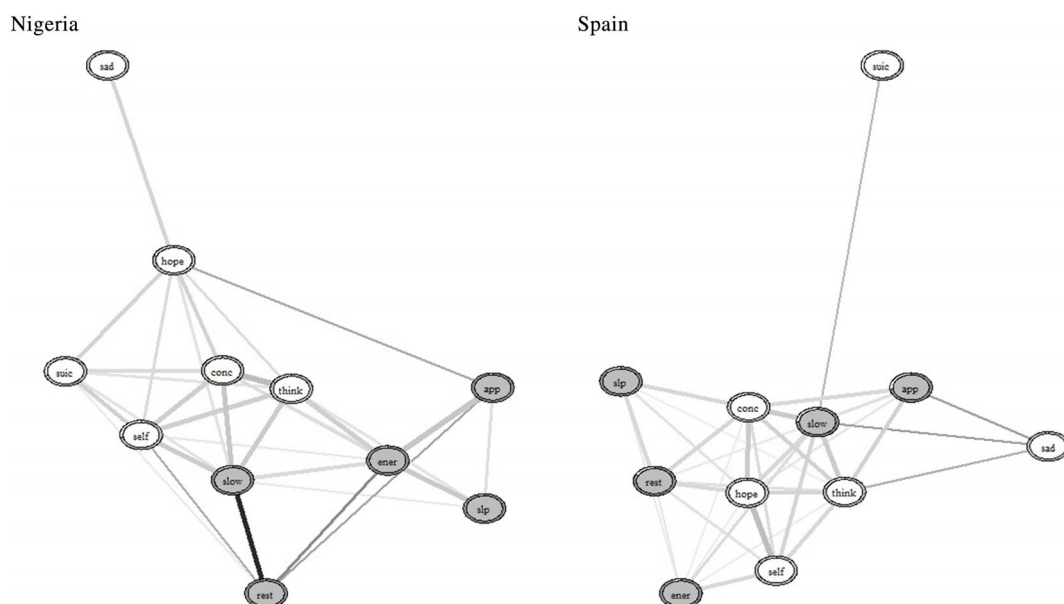 Nigeria
sad
hope
suic
conc
think
app
self
ener
slow
slp
rest
Spain
suic
slp
app
conc
slow
sad
rest
hope
think
self
ener